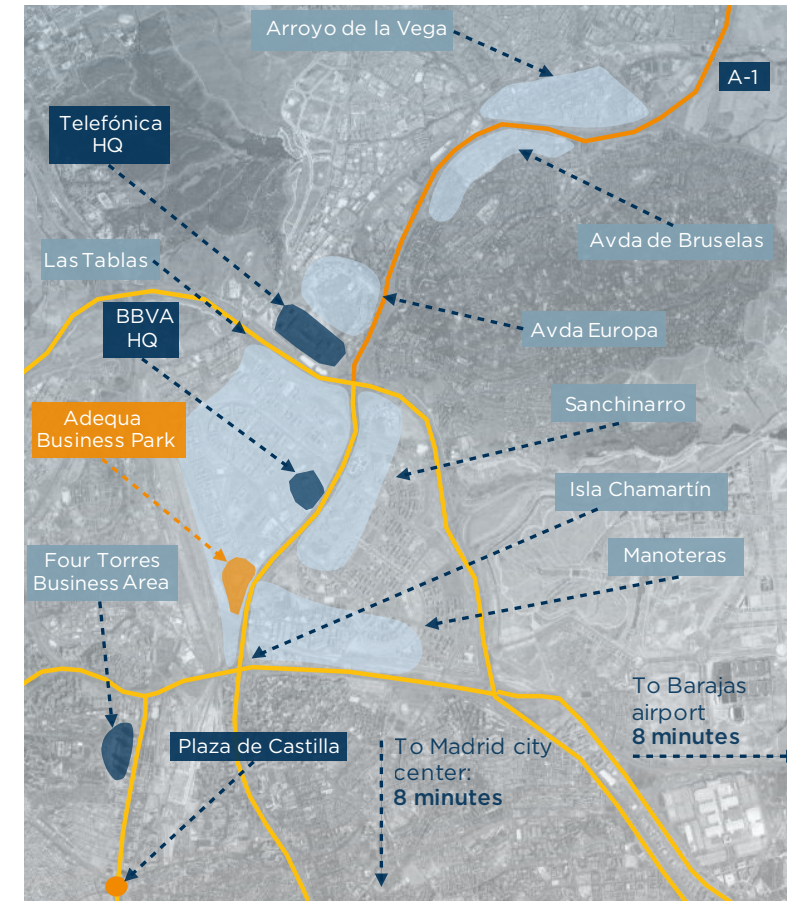 Arroyo de la Vega
A-1
Telefónica
HQ
Avda de Bruselas
Las Tablas
BBVA
HQ
Avda Europa
Adequa
Business Park
Sanchinarro
Isla Chamartín
Four Torres
Business Area
Manoteras
To Barajas
airport
8 minutes
Plaza de Castilla
To Madrid city
center:
8 minutes